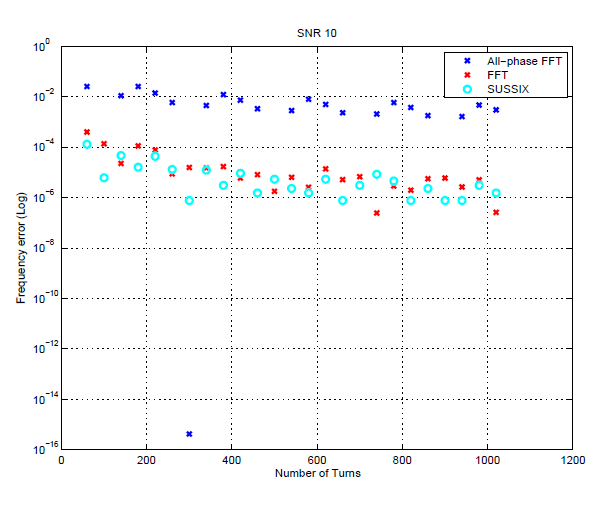 SNR 10
10^0
10^-2
10^-4
10^-6
10^-8
10^-10
10^-12
10^-14
10^-16
Frequency error (Log)
All-phase FFT
FFT
SUSSIX
0 200 400 600 800 1000 1200
Number of Turns